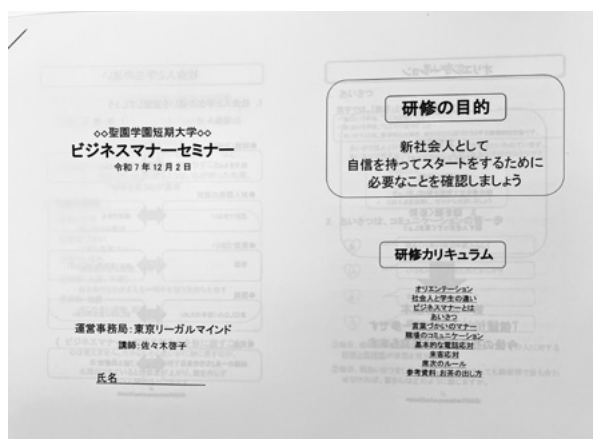 ◇◇聖園学園短期大学◇◇
ビジネスマナーセミナー
令和7年12月2日
運営事務局:東京リーガルマインド
講師:佐々木啓子
氏名
研修の目的
新社会人として
自信を持ってスタートをするために
必要なことを確認しましょう
研修カリキュラム
オリエンテーション
社会人と学生の違い
ビジネスマナーとは
あいさつ
言葉づかいのマナー
職場のコミュニケーション
基本的な電話応対
来客応対
席次のルール
参考資料 お茶の出し方